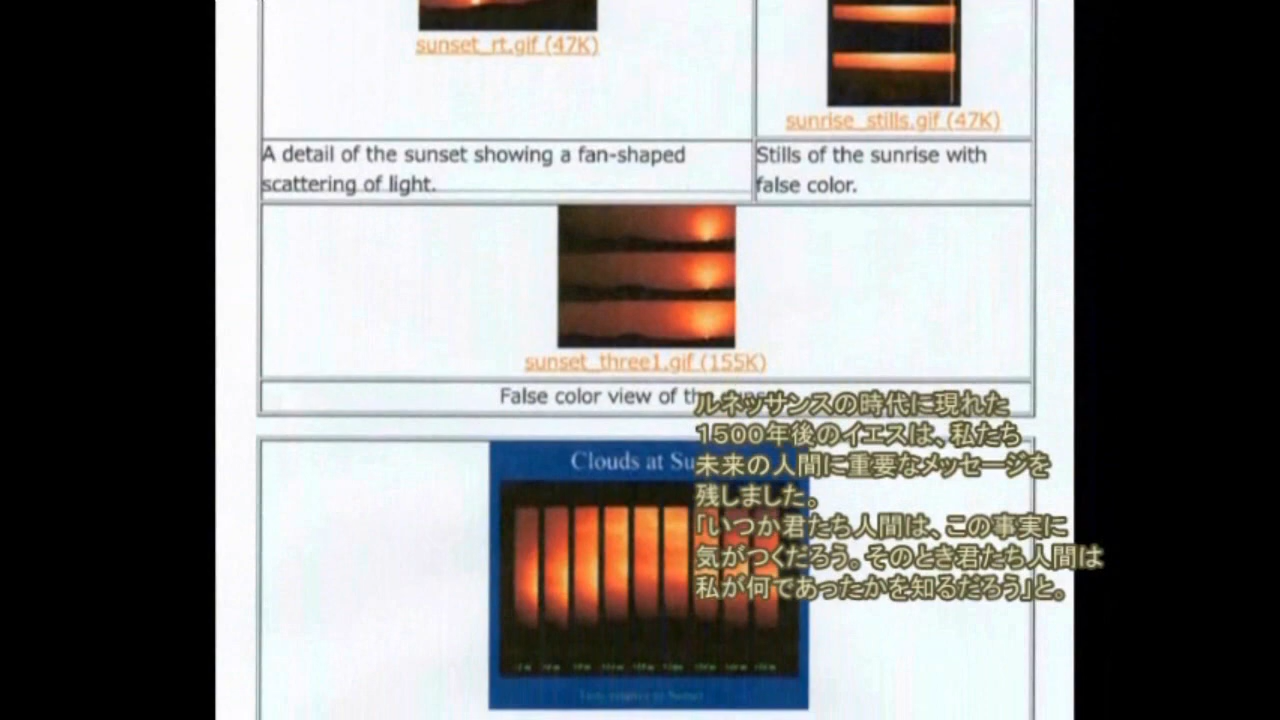 sunset_rt.gif (47K)
sunrise_stills.gif (47K)
A detail of the sunset showing a fan-shaped
scattering of light.
Stills of the sunrise with
false color.
sunset_three1.gif (155K)
False color view of the
ルネッサンスの時代に現れた
1500年後のイエスは、私たち
未来の人間に重要なメッセージを
残しました。
「いつか君たち人間は、この事実に
気がつくだろう。そのとき君たち人間は
私が何であったかを知るだろう」と。
Clouds at